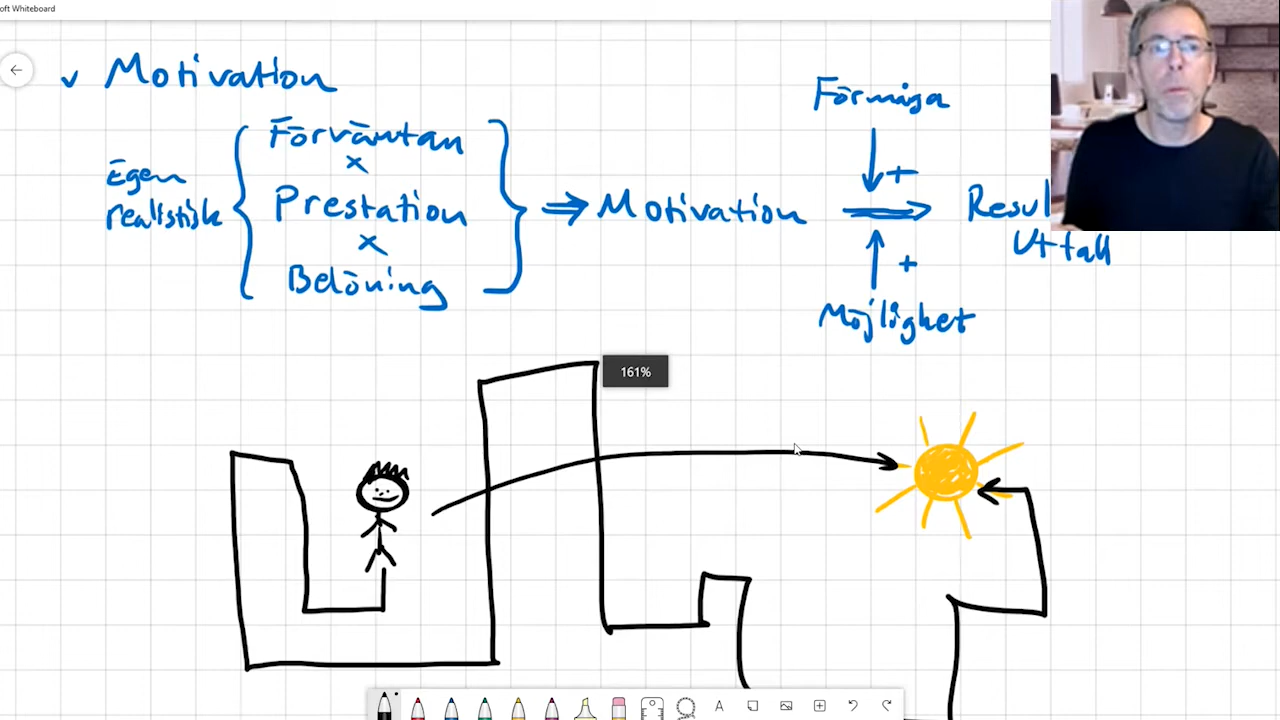 oft Whiteboard
Motivation
Förmåga
Egen
realistisk
Förväntan
x
Prestation
x
Belöning
Motivation
+
+
Resul
Utfall
Möjlighet
161%
A